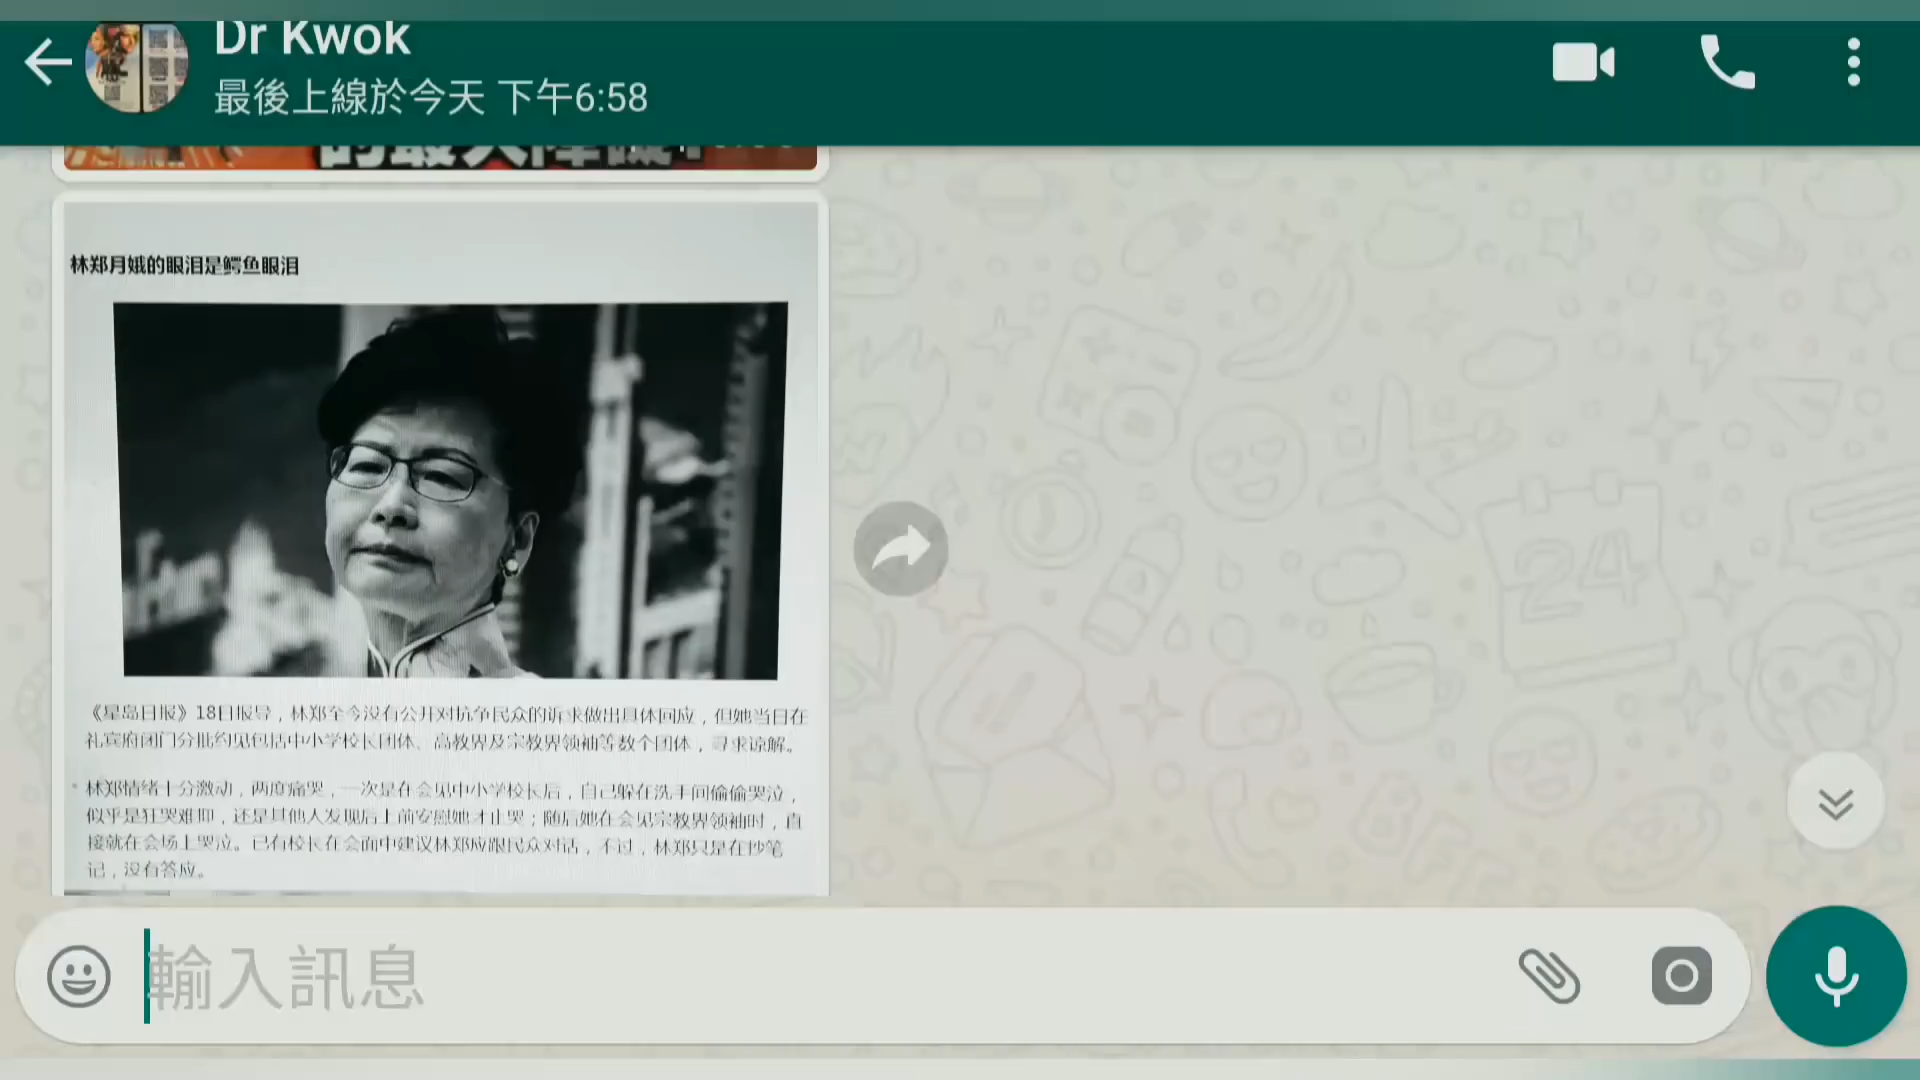 Dr Kwok
最後上線於今天 下午6:58
的最大障礙！
林郑月娥的眼泪是鳄鱼眼泪
《星岛日报》18日报导，林郑至今没有公开对抗争民众的诉求做出具体回应，但她当日在
礼宾府闭门分批约见包括中小学校长团体、高教界及宗教界领袖等数个团体，寻求谅解。
林郑情绪十分激动，两度痛哭，一次是在会见中小学校长后，自己躲在洗手间偷偷哭泣，
似乎是狂哭难抑，还是其他人发现后上前安慰她才止哭；随后她在会见宗教界领袖时，直
接就在会场上哭泣。已有校长在会面中建议林郑应跟民众对话，不过，林郑只是在抄笔
记，没有答应。
24
輸入訊息